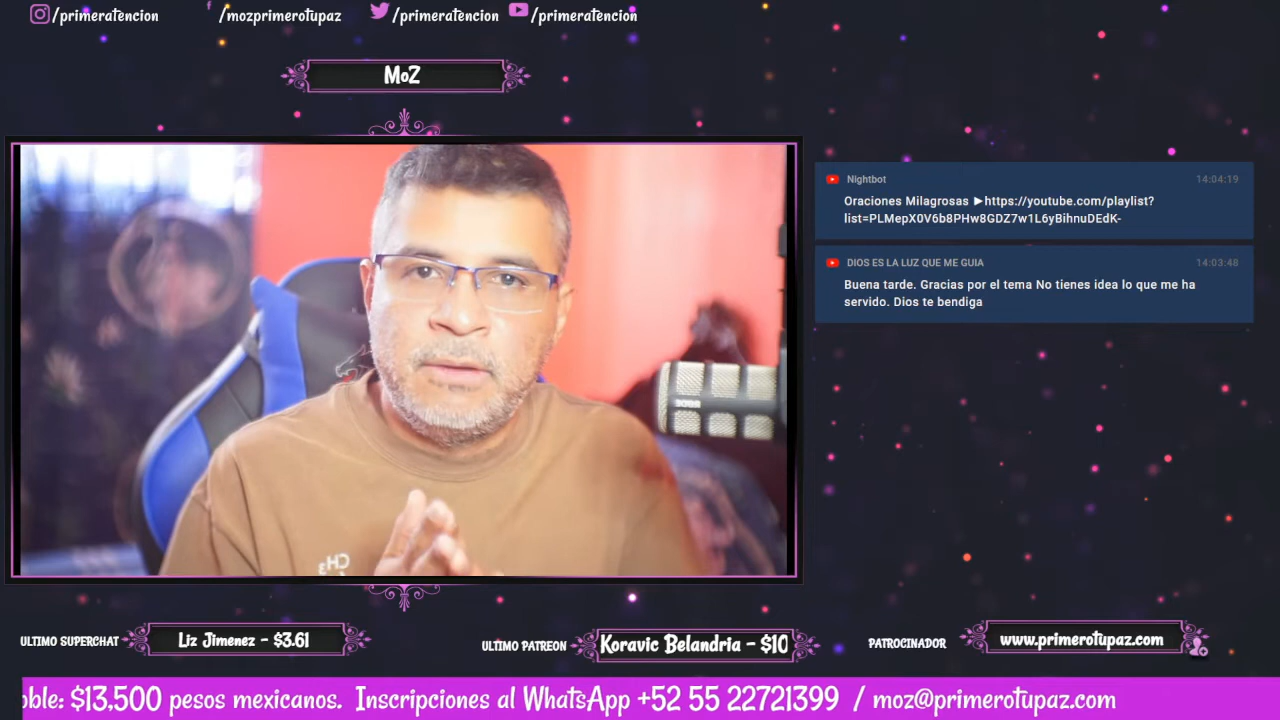 /primeratencion
/mozprimerotupaz
/primeratencion
/primeratencion
MoZ
Nightbot
14:04:19
Oraciones Milagrosas ▶https://youtube.com/playlist?
list=PLMepX0V6b8PHw8GDZ7w1L6yBihnuDEdK-
DIOS ES LA LUZ QUE ME GUIA
14:03:48
Buena tarde. Gracias por el tema No tienes idea lo que me ha
servido. Dios te bendiga
CH3
ULTIMO SUPERCHAT
Liz Jimenez - $3.61
ULTIMO PATREON
Koravic Belandria - $10
PATROCINADOR
www.primerotupaz.com
oble: $13,500 pesos mexicanos. Inscripciones al WhatsApp +52 55 22721399 / moz@primerotupaz.com